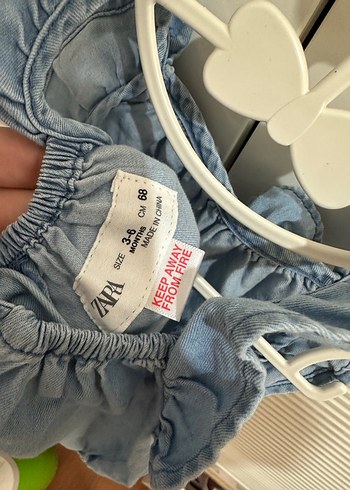 ZARA
SIZE 3-6 CM 68
MONTHS
MADE IN CHINA
KEEP AWAY
FROM FIRE